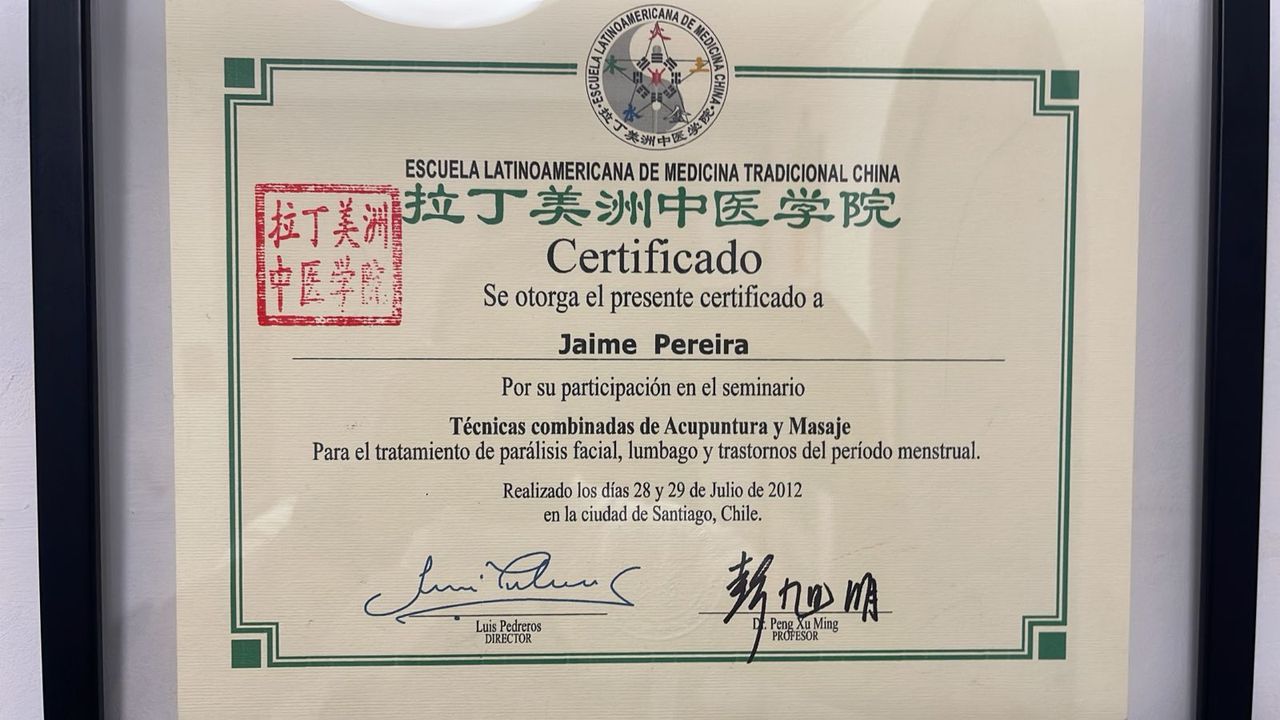 ESCUELA LATINOAMERICANA DE MEDICINA CHINA
拉丁美洲中医学院
ESCUELA LATINOAMERICANA DE MEDICINA TRADICIONAL CHINA
拉丁美洲中医学院
拉丁美洲
中医学院
Certificado
Se otorga el presente certificado a
Jaime Pereira
Por su participación en el seminario
Técnicas combinadas de Acupuntura y Masaje
Para el tratamiento de parálisis facial, lumbago y trastornos del período menstrual.
Realizado los días 28 y 29 de Julio de 2012
en la ciudad de Santiago, Chile.
彭旭明
Luis Pedreros
DIRECTOR
Dr. Peng Xu Ming
PROFESOR